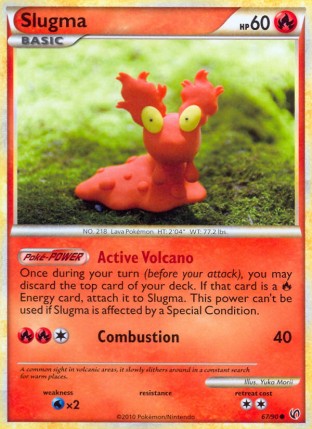 Slugma
HP 60
BASIC
NO. 218 Lava Pokémon. HT: 2'04" WT: 77.2 lbs.
Poké-POWER Active Volcano
Once during your turn (before your attack), you may
discard the top card of your deck. If that card is a
Energy card, attach it to Slugma. This power can't be
used if Slugma is affected by a Special Condition.
Combustion 40
Illus. Yuka Morii
A common sight in volcanic areas, it slowly slithers around in a constant search
for warm places.
weakness resistance retreat cost
×2
©2010 Pokémon/Nintendo
67/90